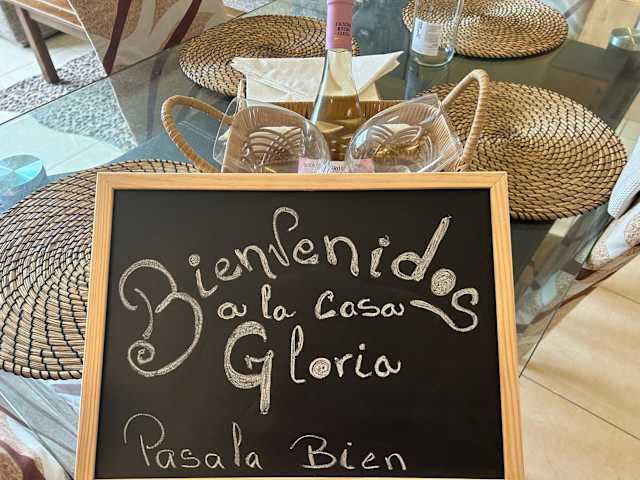 Bienvenidos
a la casa
Gloria
Pasala Bien